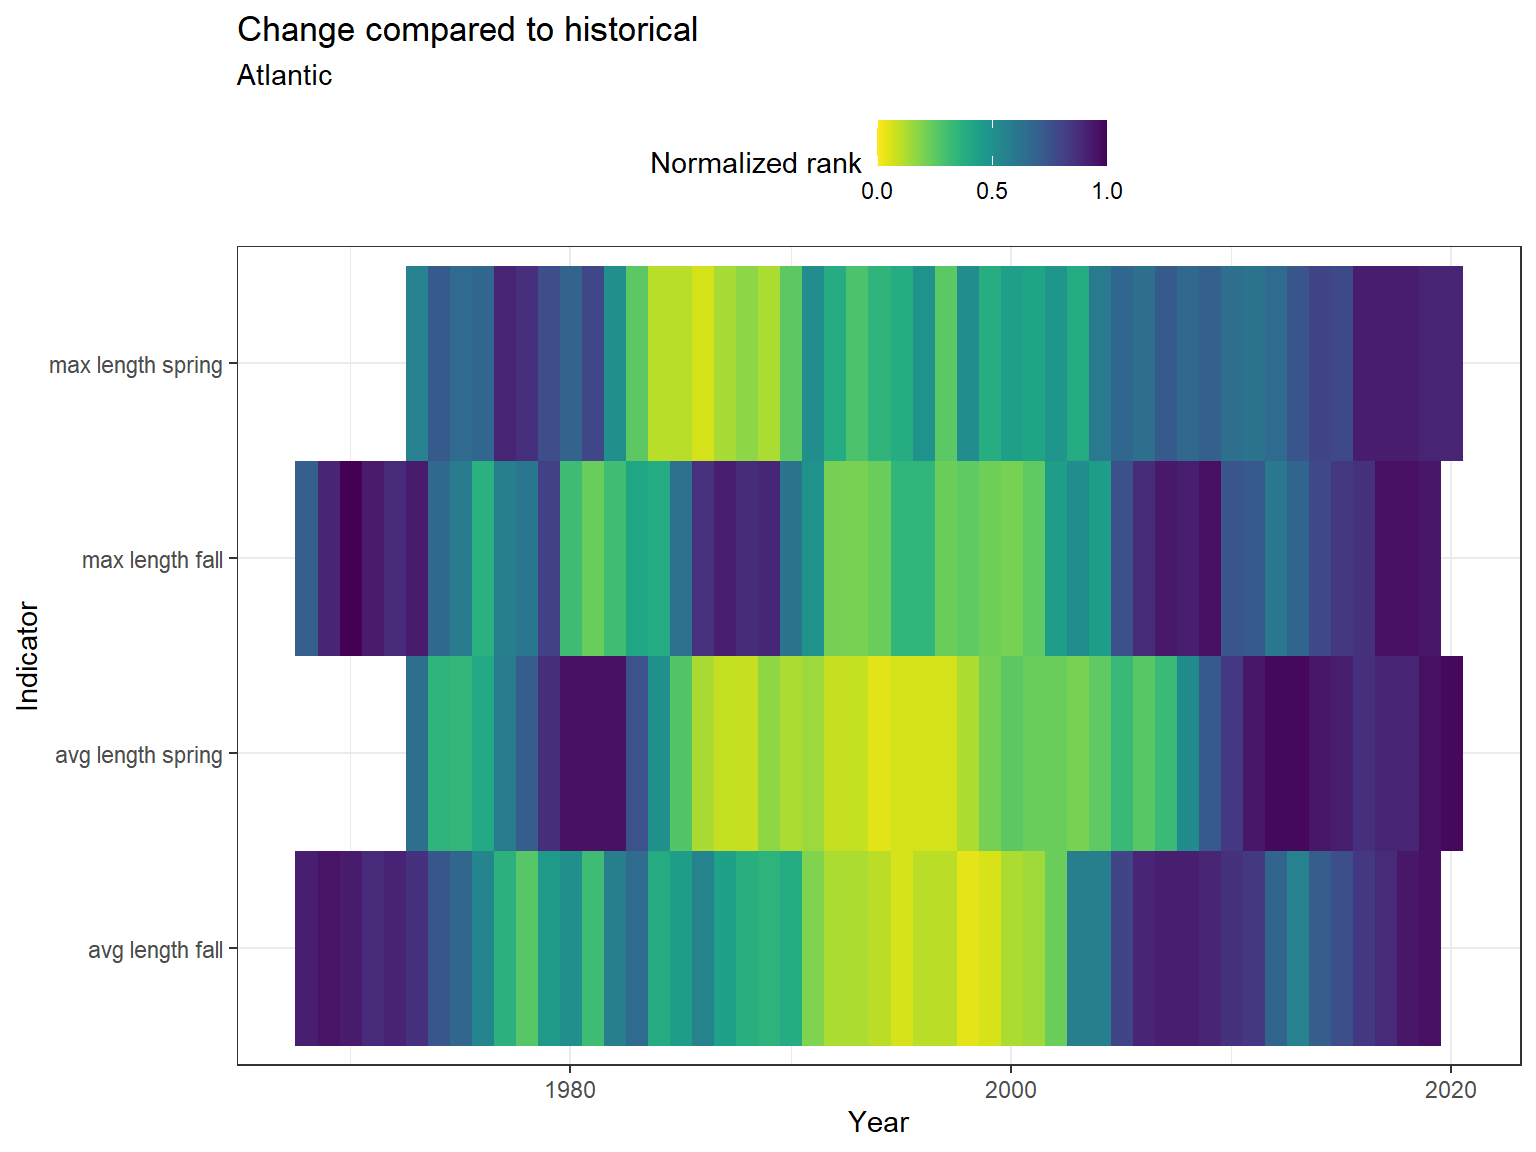 Change compared to historical
Atlantic
Normalized rank
0.0 0.5 1.0
max length spring
max length fall
avg length spring
avg length fall
Indicator
1980 2000 2020
Year